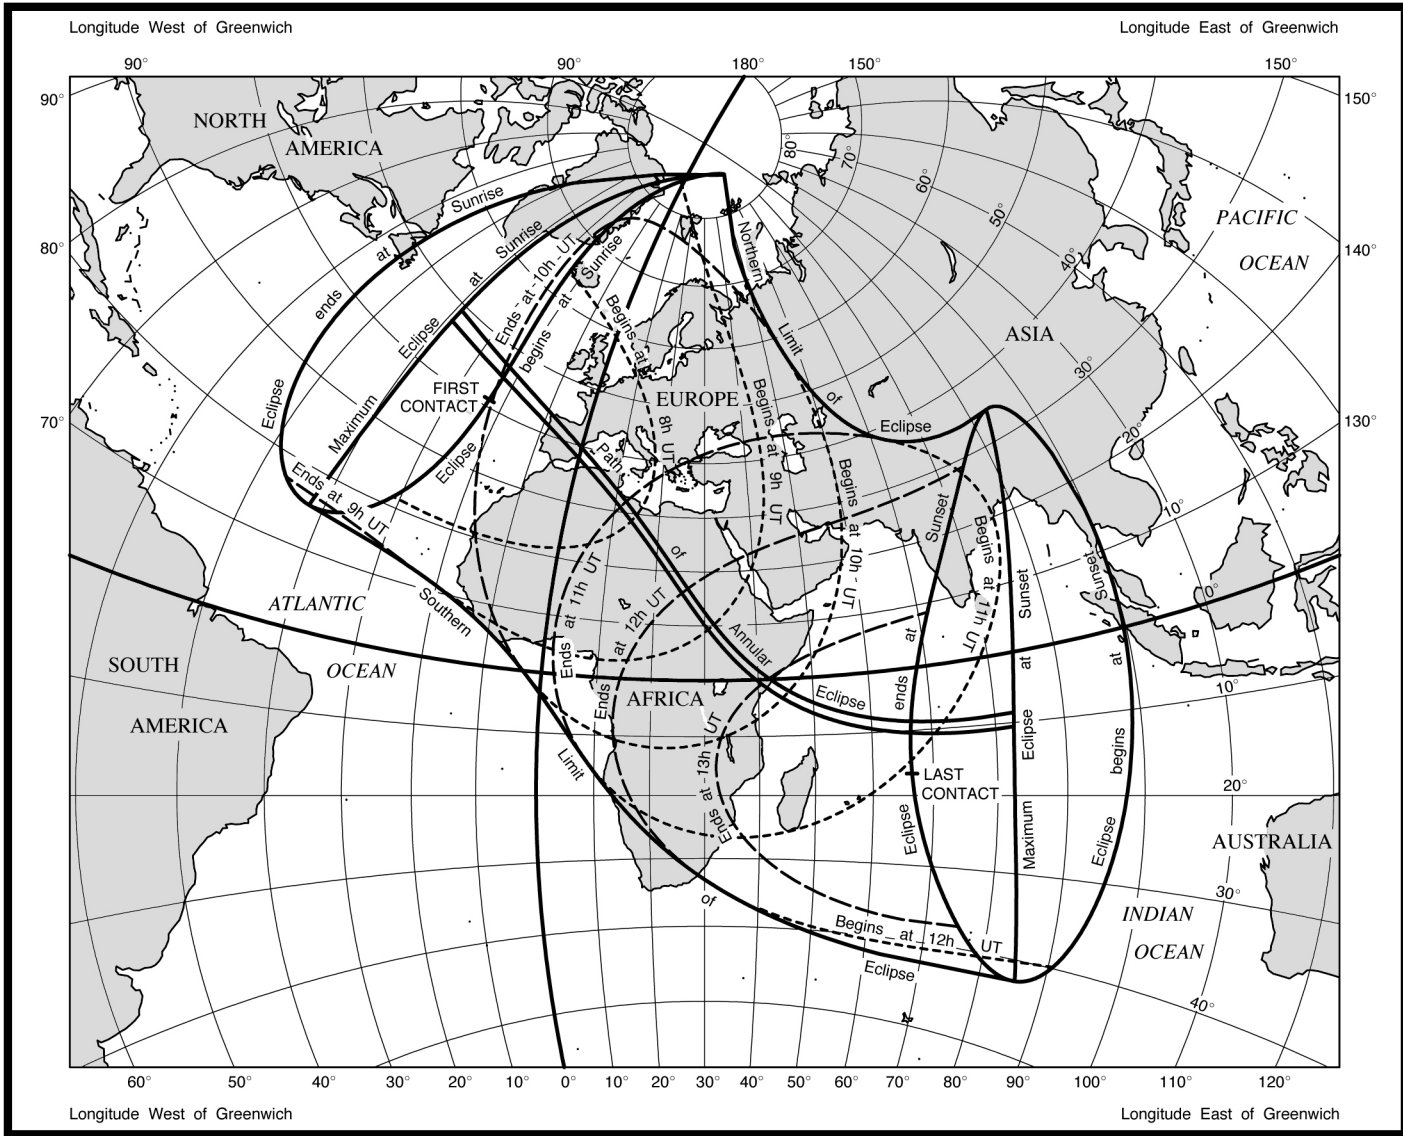 Longitude West of Greenwich
Longitude East of Greenwich
90°
90°
180°
150°
150°
90°
80°
70°
150°
140°
130°
80°
70°
60°
50°
40°
30°
20°
10°
0°
10°
20°
30°
40°
NORTH
AMERICA
PACIFIC
OCEAN
ASIA
EUROPE
ATLANTIC
OCEAN
SOUTH
AMERICA
AFRICA
AUSTRALIA
INDIAN
OCEAN
Eclipse ends at Sunrise
Maximum Eclipse at Sunrise
Eclipse begins at Sunrise
Ends at 10h UT
Ends at 9h UT
FIRST
CONTACT
Begins at 8h UT
Begins at 9h UT
Begins at 10h UT
Begins at 11h UT
Begins at 12h UT
Ends at 11h UT
Ends at 12h UT
Ends at 13h UT
Northern Limit of Eclipse
Southern Limit of Eclipse
Path of Annular Eclipse
Eclipse ends at Sunset
Maximum Eclipse at Sunset
Eclipse begins at Sunset
LAST
CONTACT
60° 50° 40° 30° 20° 10° 0° 10° 20° 30° 40° 50° 60° 70° 80° 90° 100° 110° 120°
Longitude West of Greenwich
Longitude East of Greenwich